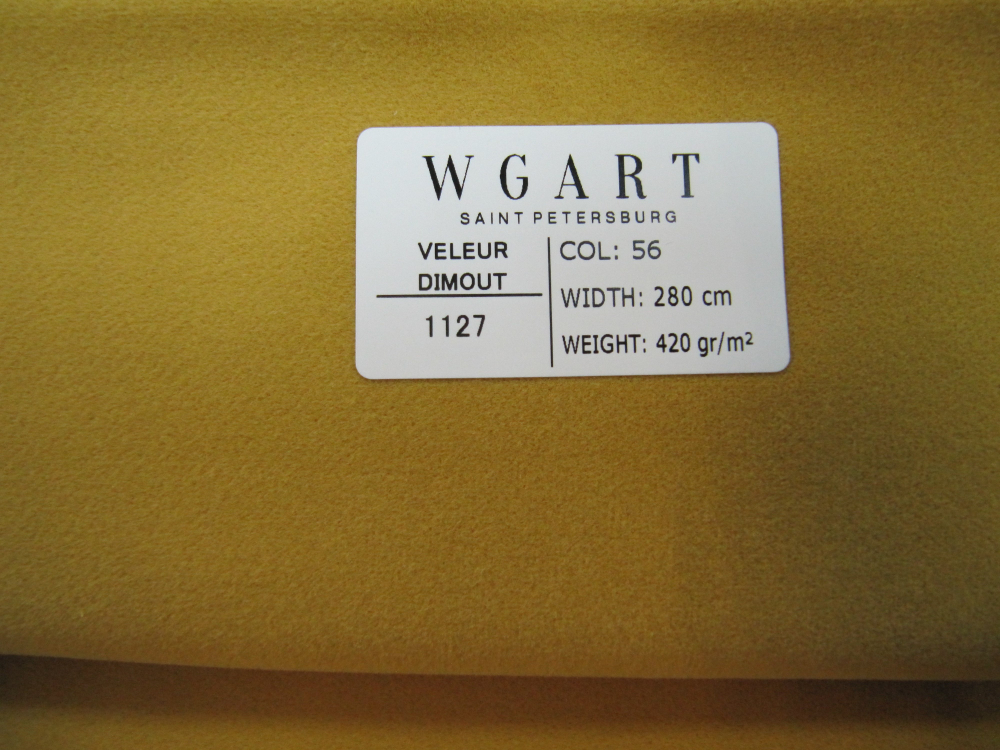 WGART
SAINT PETERSBURG
VELEUR
DIMOUT
1127
COL: 56
WIDTH: 280 cm
WEIGHT: 420 gr/m²